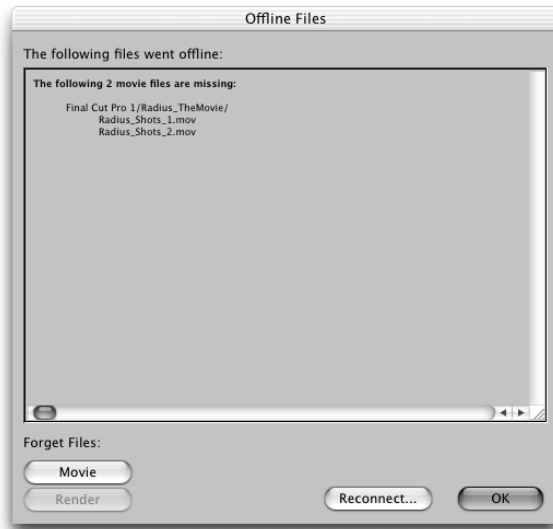 Offline Files
The following files went offline:
The following 2 movie files are missing:
Final Cut Pro 1/Radius_TheMovie/
Radius_Shots_1.mov
Radius_Shots_2.mov
Forget Files:
Movie
Render
Reconnect...
OK